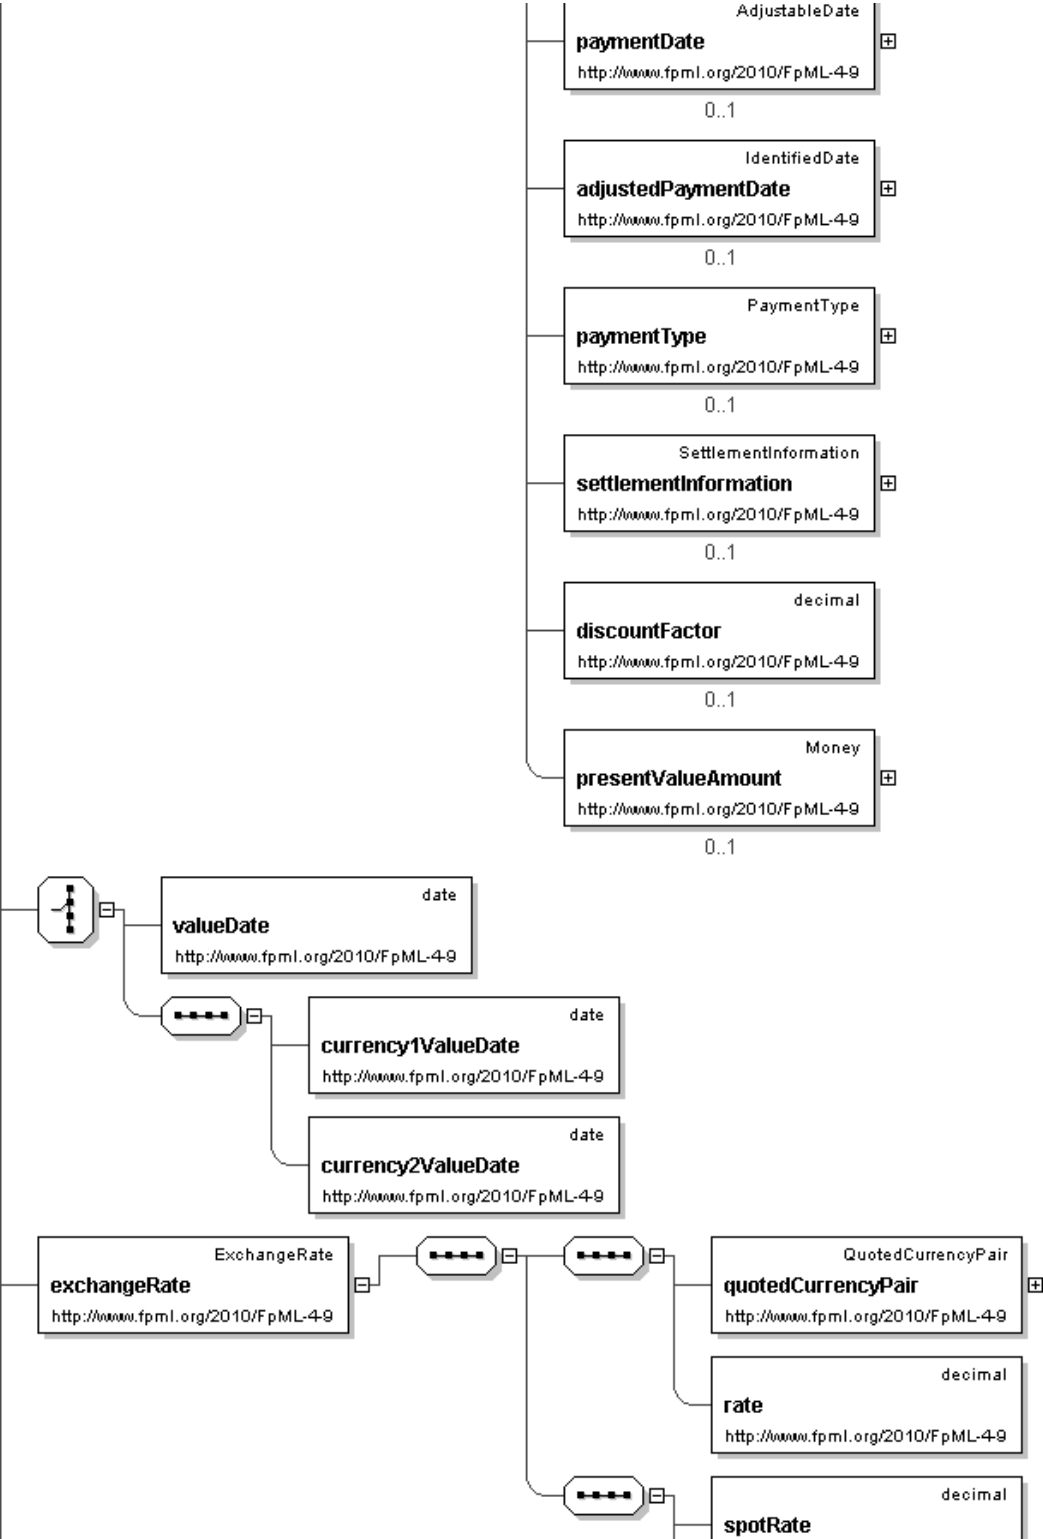 AdjustableDate
paymentDate
http://www.fpml.org/2010/FpML-4-9
0..1
IdentifiedDate
adjustedPaymentDate
http://www.fpml.org/2010/FpML-4-9
0..1
PaymentType
paymentType
http://www.fpml.org/2010/FpML-4-9
0..1
SettlementInformation
settlementInformation
http://www.fpml.org/2010/FpML-4-9
0..1
decimal
discountFactor
http://www.fpml.org/2010/FpML-4-9
0..1
Money
presentValueAmount
http://www.fpml.org/2010/FpML-4-9
0..1
date
valueDate
http://www.fpml.org/2010/FpML-4-9
date
currency1ValueDate
http://www.fpml.org/2010/FpML-4-9
date
currency2ValueDate
http://www.fpml.org/2010/FpML-4-9
ExchangeRate
exchangeRate
http://www.fpml.org/2010/FpML-4-9
QuotedCurrencyPair
quotedCurrencyPair
http://www.fpml.org/2010/FpML-4-9
decimal
rate
http://www.fpml.org/2010/FpML-4-9
decimal
spotRate